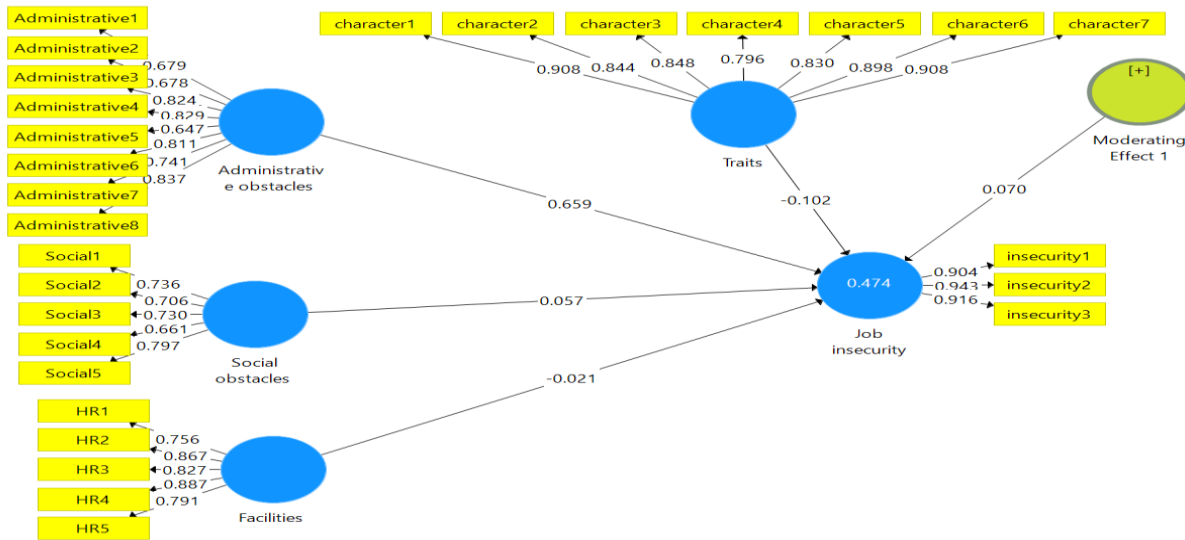 Administrative1
Administrative2
Administrative3
Administrative4
Administrative5
Administrative6
Administrative7
Administrative8
0.679
0.678
0.824
0.829
0.647
0.811
0.741
0.837
Administrativ
e obstacles
character1
character2
character3
character4
character5
character6
character7
0.908
0.844
0.848
0.796
0.830
0.898
0.908
Traits
[+]
Moderating
Effect 1
0.659
-0.102
0.070
Social1
Social2
Social3
Social4
Social5
0.736
0.706
0.730
0.661
0.797
Social
obstacles
0.057
0.474
Job
insecurity
0.904
0.943
0.916
insecurity1
insecurity2
insecurity3
-0.021
HR1
HR2
HR3
HR4
HR5
0.756
0.867
0.827
0.887
0.791
Facilities